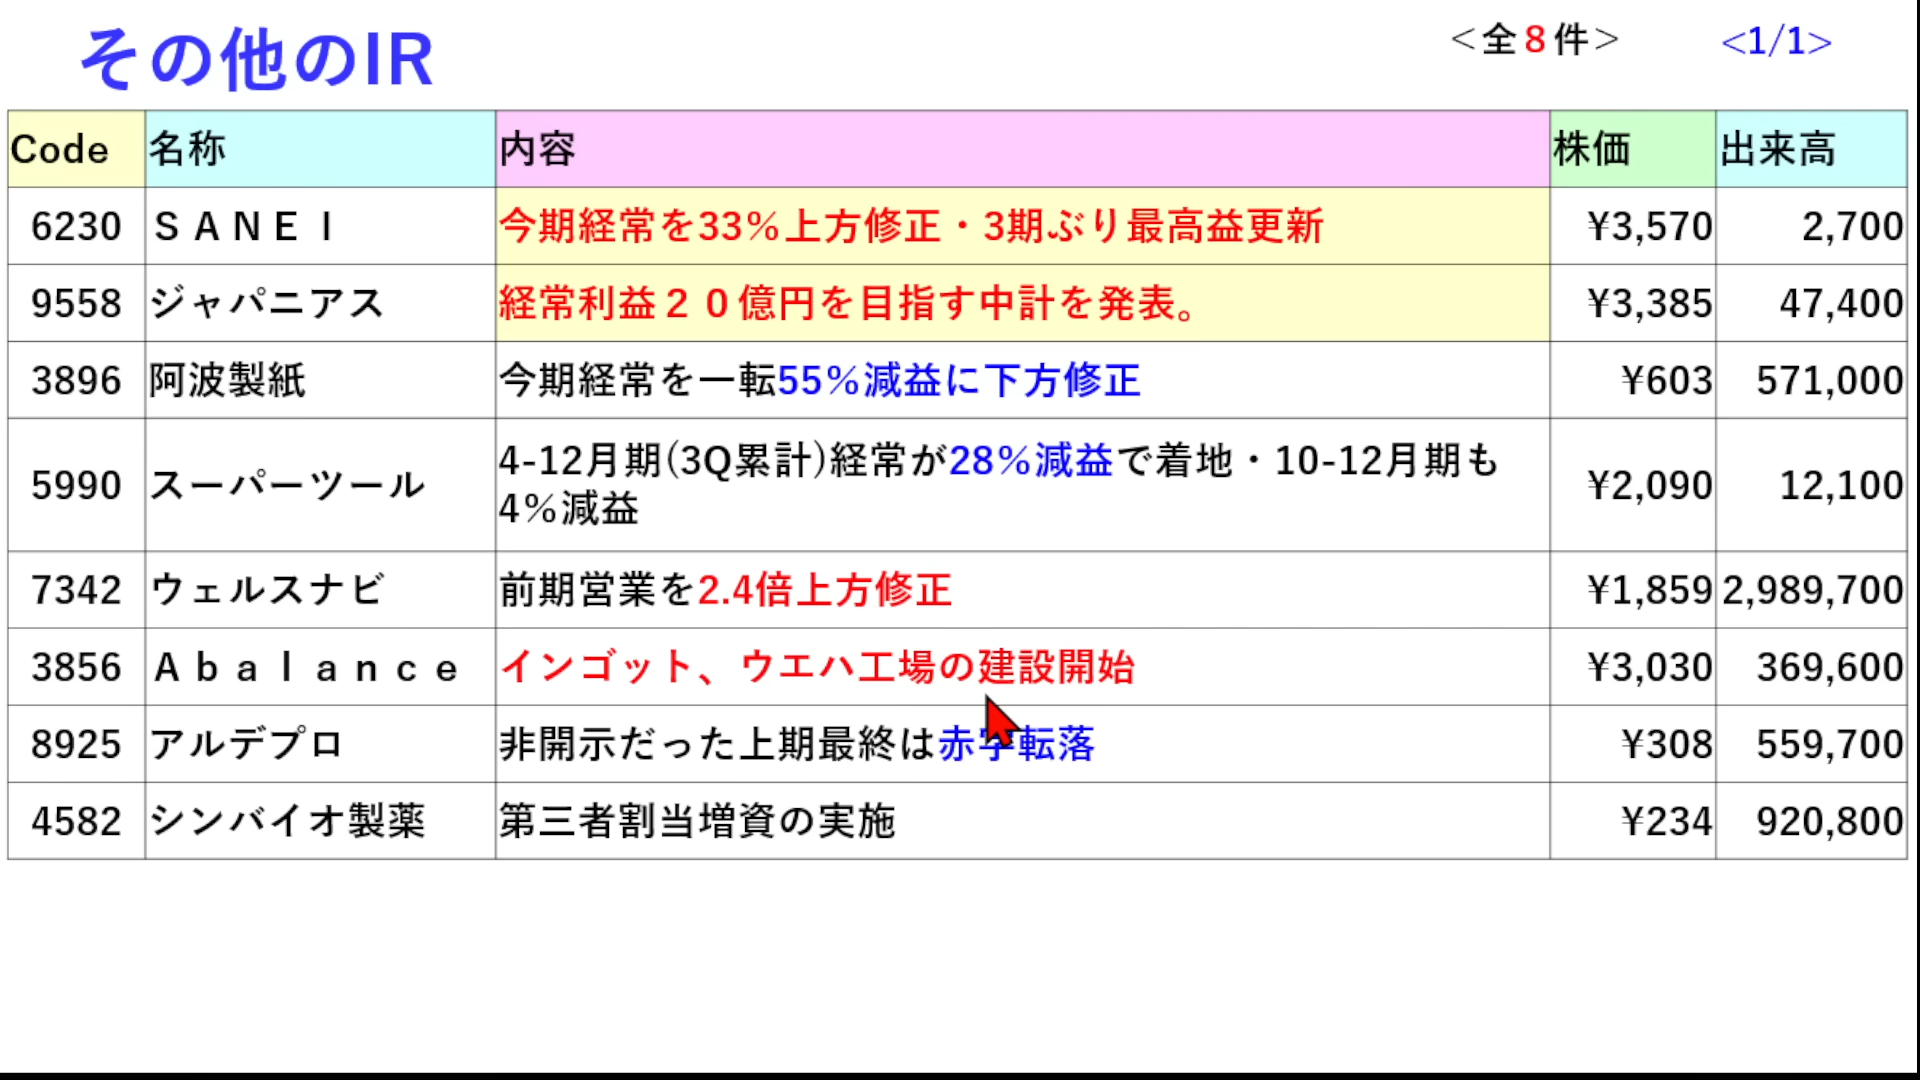 その他のIR
<全8件>
<1/1>
Code 名称 内容 株価 出来高
6230 ＳＡＮＥＩ 今期経常を33%上方修正・3期ぶり最高益更新 ¥3,570 2,700
9558 ジャパニアス 経常利益２０億円を目指す中計を発表。 ¥3,385 47,400
3896 阿波製紙 今期経常を一転55%減益に下方修正 ¥603 571,000
5990 スーパーツール 4-12月期(3Q累計)経常が28%減益で着地・10-12月期も
4%減益 ¥2,090 12,100
7342 ウェルスナビ 前期営業を2.4倍上方修正 ¥1,859 2,989,700
3856 Ａｂａｌａｎｃｅ インゴット、ウエハ工場の建設開始 ¥3,030 369,600
8925 アルデプロ 非開示だった上期最終は赤字転落 ¥308 559,700
4582 シンバイオ製薬 第三者割当増資の実施 ¥234 920,800